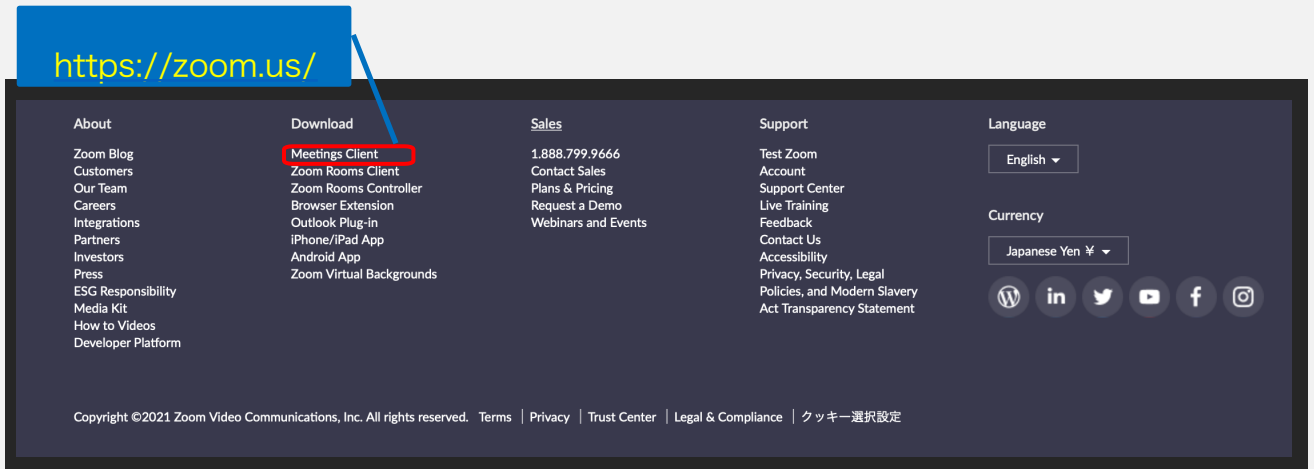 https://zoom.us/
About
Zoom Blog
Customers
Our Team
Careers
Integrations
Partners
Investors
Press
ESG Responsibility
Media Kit
How to Videos
Developer Platform
Download
Meetings Client
Zoom Rooms Client
Zoom Rooms Controller
Browser Extension
Outlook Plug-in
iPhone/iPad App
Android App
Zoom Virtual Backgrounds
Sales
1.888.799.9666
Contact Sales
Plans & Pricing
Request a Demo
Webinars and Events
Support
Test Zoom
Account
Support Center
Live Training
Feedback
Contact Us
Accessibility
Privacy, Security, Legal
Policies, and Modern Slavery
Act Transparency Statement
Language
English
Currency
Japanese Yen ¥
Copyright ©2021 Zoom Video Communications, Inc. All rights reserved. Terms | Privacy | Trust Center | Legal & Compliance | クッキー選択設定